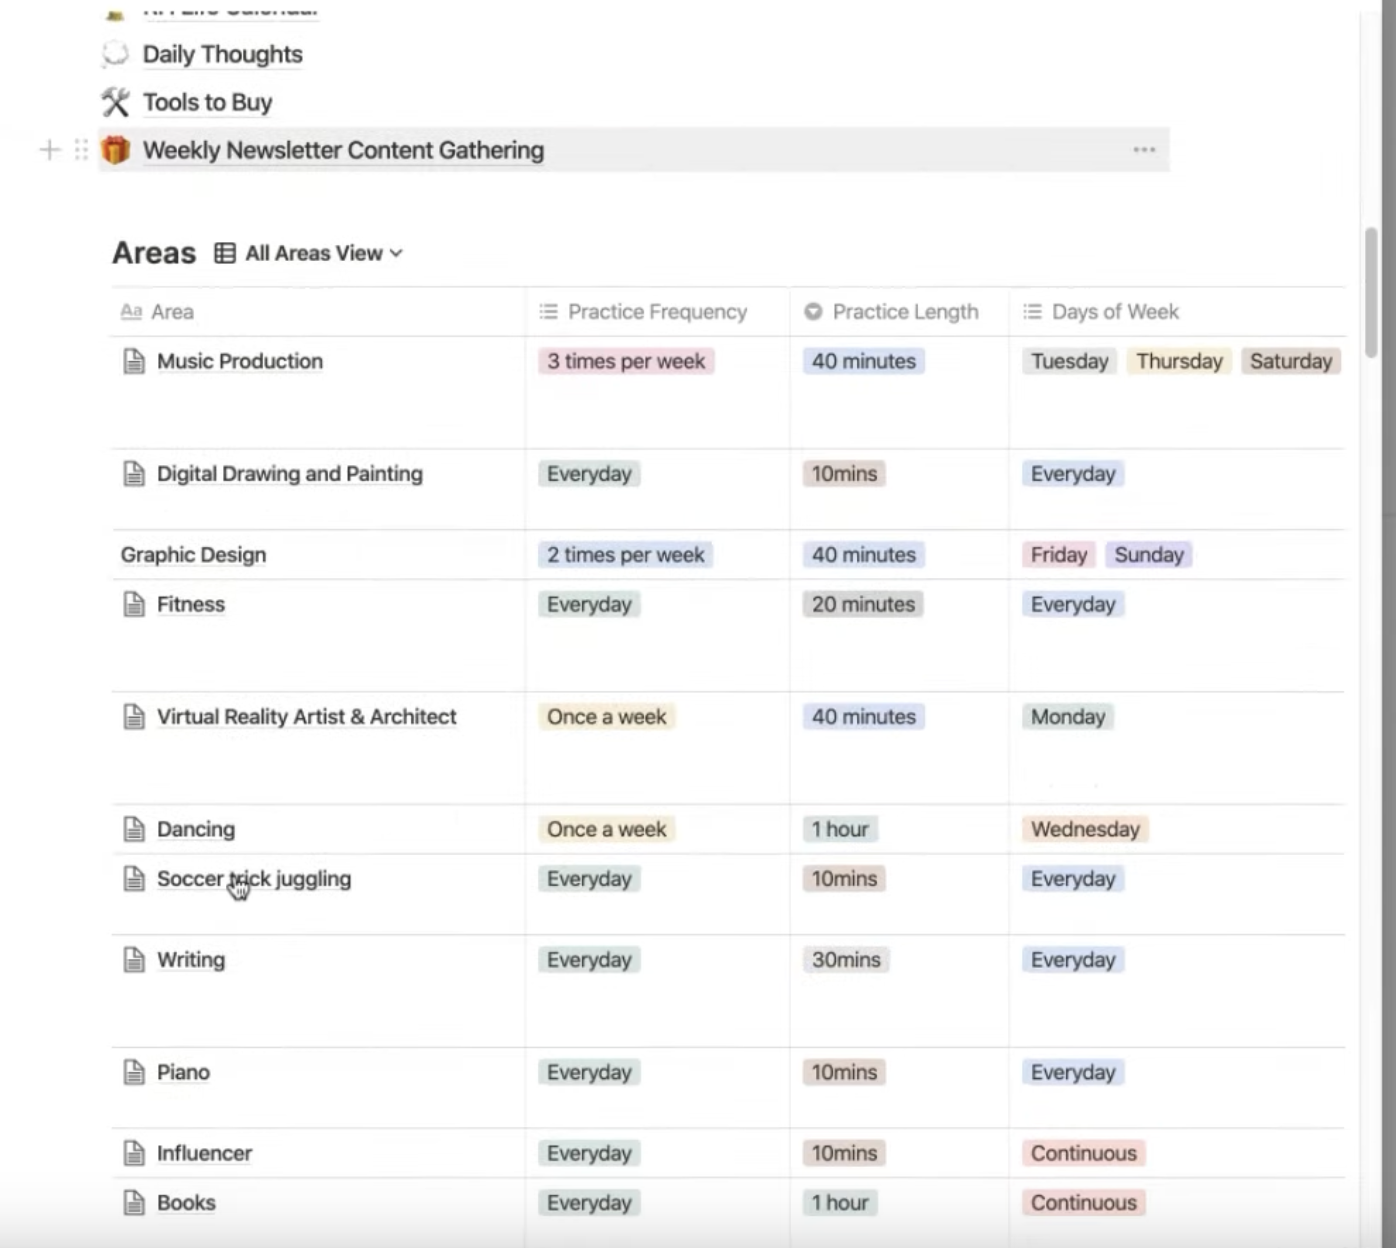 Daily Thoughts
Tools to Buy
Weekly Newsletter Content Gathering
Areas All Areas View
Aa Area Practice Frequency Practice Length Days of Week
Music Production 3 times per week 40 minutes Tuesday Thursday Saturday
Digital Drawing and Painting Everyday 10mins Everyday
Graphic Design 2 times per week 40 minutes Friday Sunday
Fitness Everyday 20 minutes Everyday
Virtual Reality Artist & Architect Once a week 40 minutes Monday
Dancing Once a week 1 hour Wednesday
Soccer trick juggling Everyday 10mins Everyday
Writing Everyday 30mins Everyday
Piano Everyday 10mins Everyday
Influencer Everyday 10mins Continuous
Books Everyday 1 hour Continuous